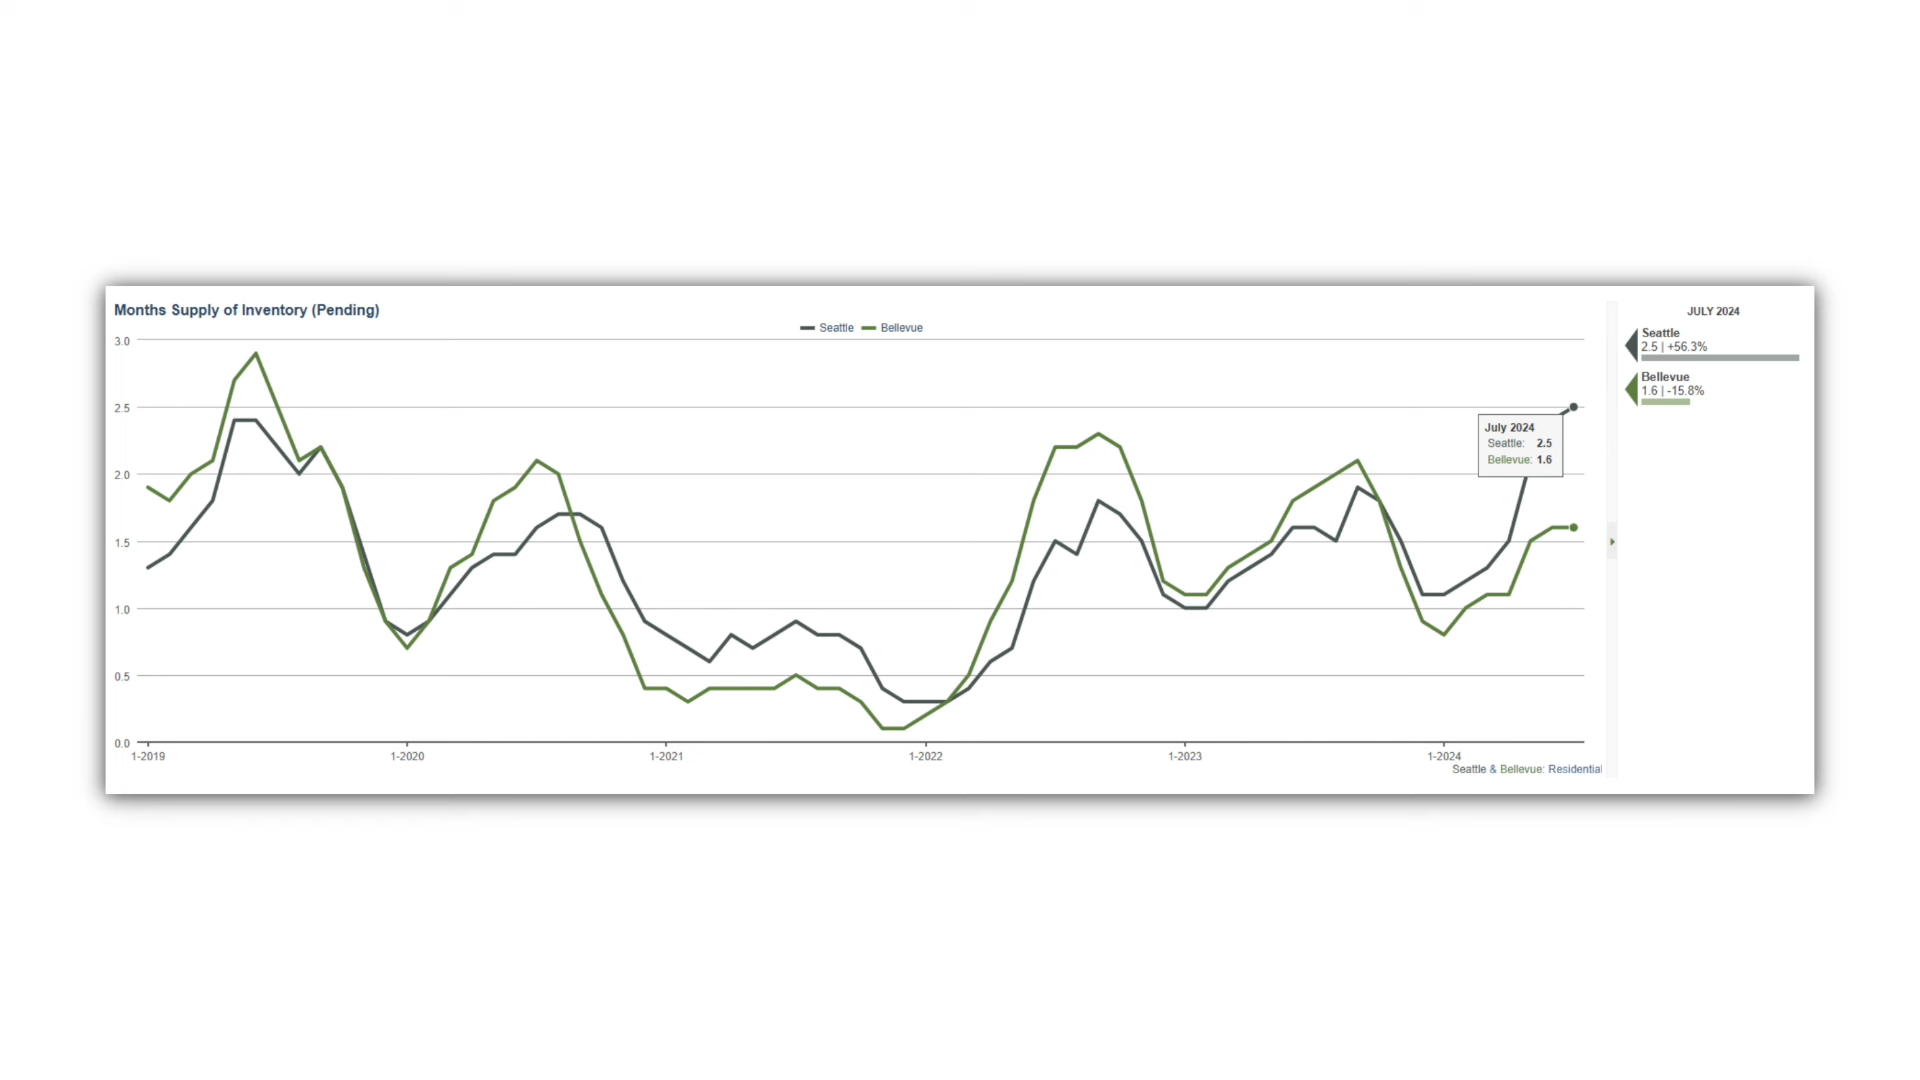 Months Supply of Inventory (Pending)
Seattle Bellevue
3.0
2.5
2.0
1.5
1.0
0.5
0.0
1-2019 1-2020 1-2021 1-2022 1-2023 1-2024
Seattle & Bellevue: Residential
July 2024
Seattle: 2.5
Bellevue: 1.6
JULY 2024
Seattle
2.5 | +56.3%
Bellevue
1.6 | -15.8%